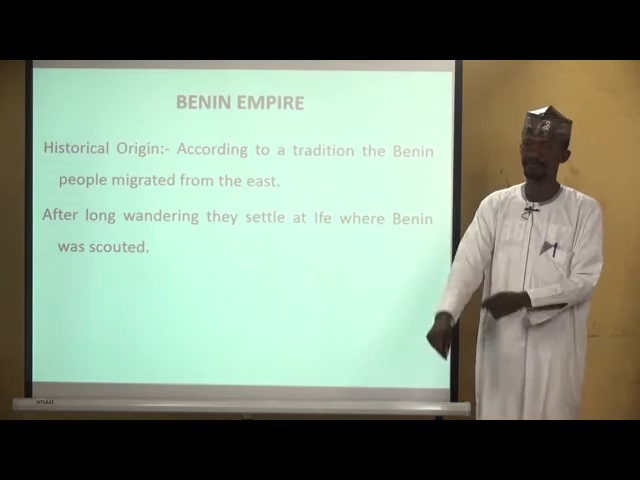 BENIN EMPIRE
Historical Origin:- According to a tradition the Benin
people migrated from the east.
After long wandering they settle at Ife where Benin
was scouted.